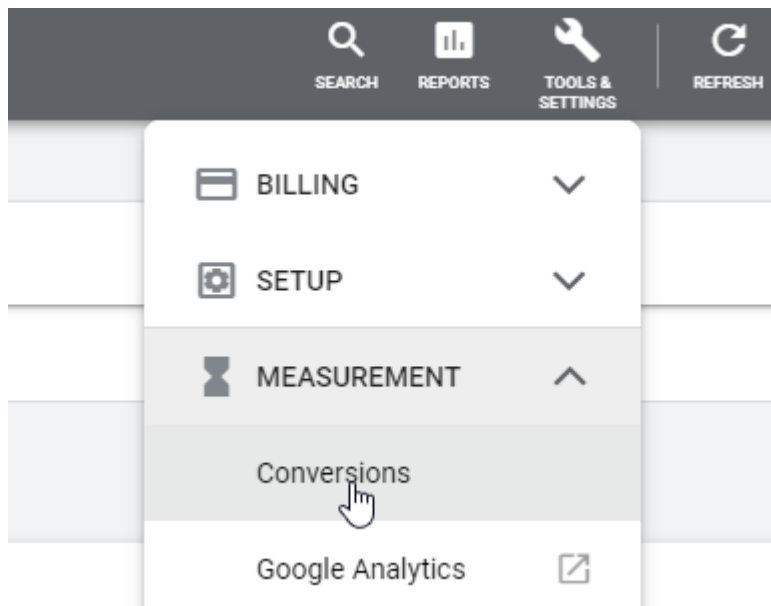 SEARCH
REPORTS
TOOLS &
SETTINGS
REFRESH
BILLING
SETUP
MEASUREMENT
Conversions
Google Analytics